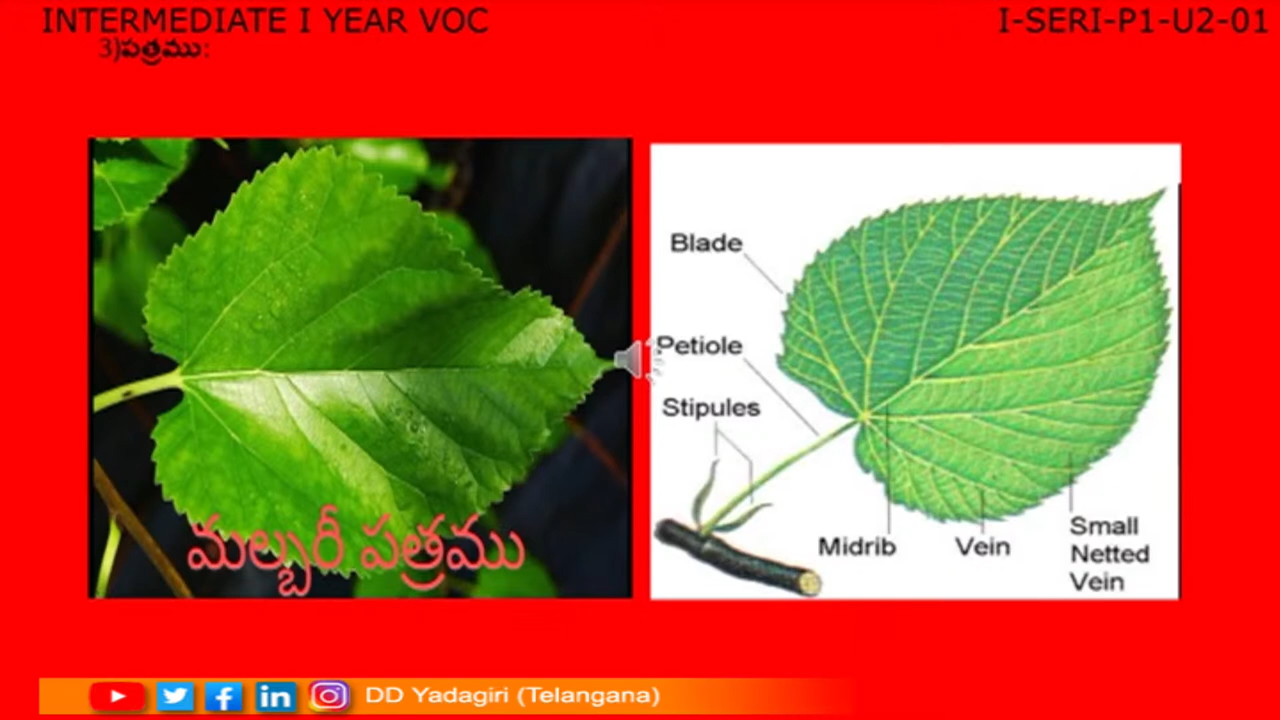 INTERMEDIATE I YEAR VOC
I-SERI-P1-U2-01
3)పత్రము:
Blade
Petiole
Stipules
Midrib
Vein
Small
Netted
Vein
మల్బరీ పత్రము
DD Yadagiri (Telangana)